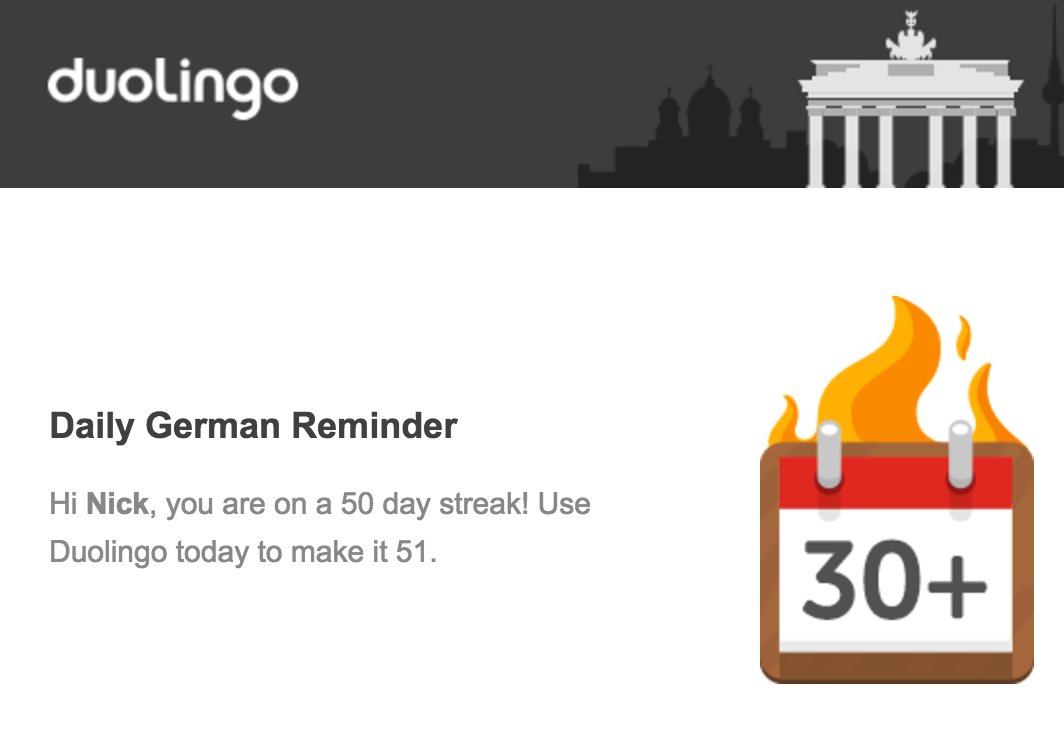 duolingo
Daily German Reminder
Hi Nick, you are on a 50 day streak! Use
Duolingo today to make it 51.
30+